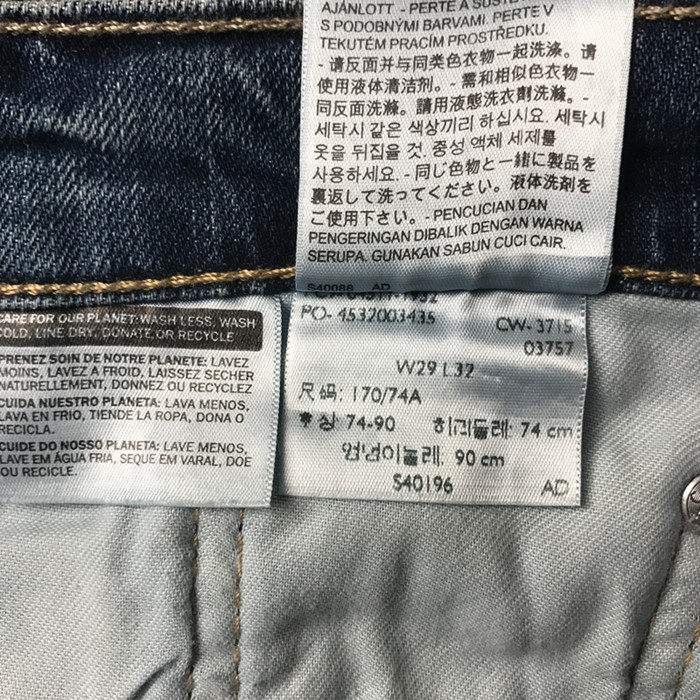 AJÁNLOTT - PERTE A SUŠTE
S PODOBNÝMI BARVAMI. PERTE V
TEKUTÉM PRACÍM PROSTŘEDKU.
- 请反面并与同类色衣物一起洗涤。请
使用液体清洁剂。- 需和相似色衣物一
同反面洗滌。請用液態洗衣劑洗滌。-
세탁시 같은 색상끼리 하십시요. 세탁시
옷을 뒤집을 것. 중성 액체 세제를
사용하세요. - 同じ色物と一緒に製品を
裏返して洗ってください。液体洗剤を
ご使用下さい。- PENCUCIAN DAN
PENGERINGAN DIBALIK DENGAN WARNA
SERUPA. GUNAKAN SABUN CUCI CAIR.
S40088 AD
PO- 4532003435
CW- 3715
03757
W29 L32
尺码: 170/74A
호칭: 74-90 허리둘레: 74 cm
엉덩이둘레: 90 cm
S40196 AD
CARE FOR OUR PLANET: WASH LESS, WASH
COLD, LINE DRY, DONATE OR RECYCLE
PRENEZ SOIN DE NOTRE PLANETE: LAVEZ
MOINS, LAVEZ A FROID, LAISSEZ SECHER
NATURELLEMENT, DONNEZ OU RECYCLEZ
CUIDA NUESTRO PLANETA: LAVA MENOS,
LAVA EN FRIO, TIENDE LA ROPA, DONA O
RECICLA.
CUIDE DO NOSSO PLANETA: LAVE MENOS,
LAVE EM ÁGUA FRIA, SEQUE EM VARAL, DOE
OU RECICLE.